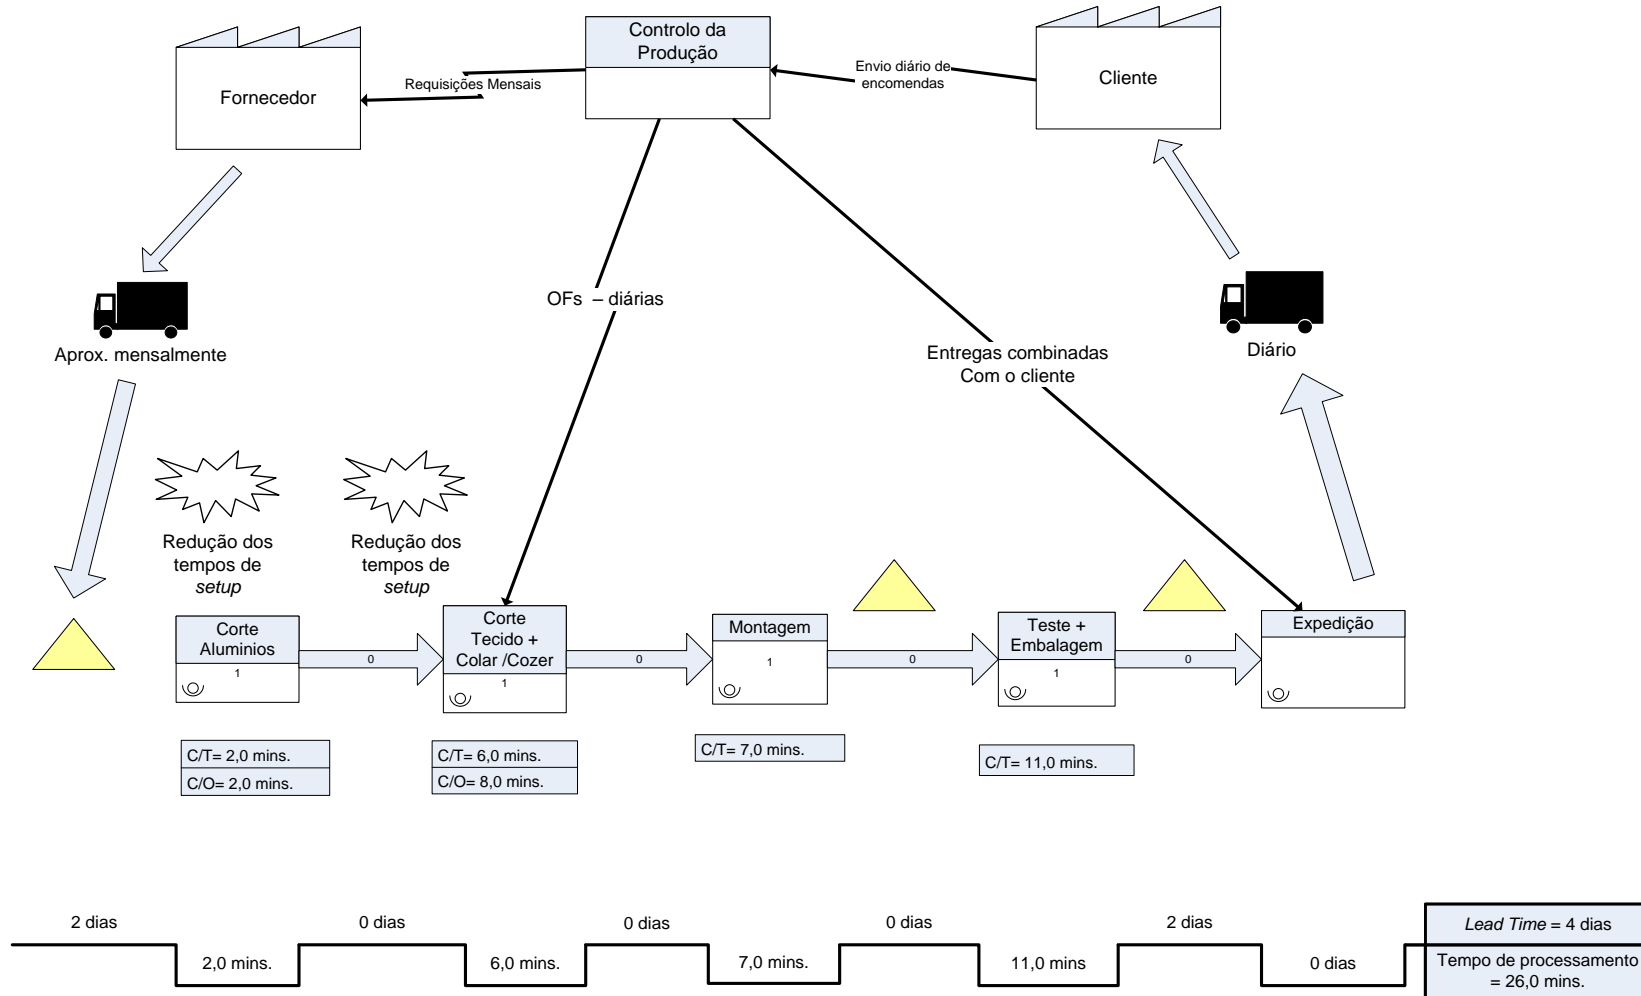 Controlo da
Produção
Fornecedor
Requisições Mensais
Envio diário de
encomendas
Cliente
OFs – diárias
Entregas combinadas
Com o cliente
Aprox. mensalmente
Diário
Redução dos
tempos de
setup
Redução dos
tempos de
setup
Corte
Aluminios
1
0
Corte
Tecido +
Colar /Cozer
1
0
Montagem
1
0
Teste +
Embalagem
1
0
Expedição
C/T= 2,0 mins.
C/O= 2,0 mins.
C/T= 6,0 mins.
C/O= 8,0 mins.
C/T= 7,0 mins.
C/T= 11,0 mins.
2 dias
0 dias
0 dias
0 dias
2 dias
Lead Time = 4 dias
2,0 mins.
6,0 mins.
7,0 mins.
11,0 mins
0 dias
Tempo de processamento
= 26,0 mins.